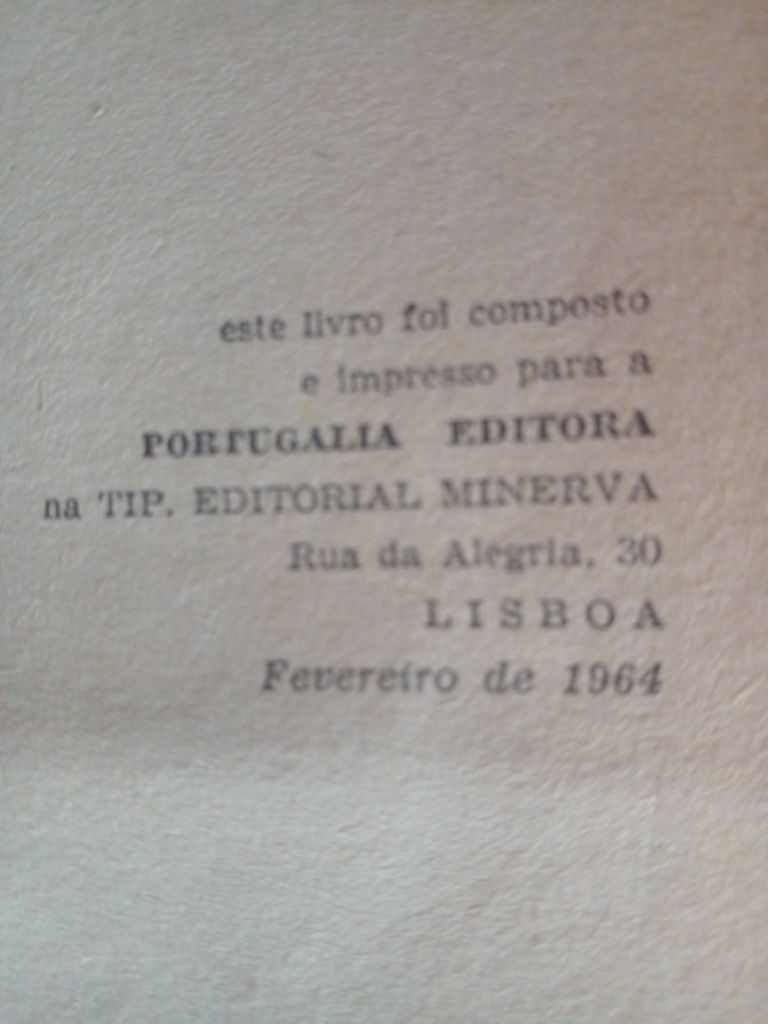 este livro foi composto
e impresso para a
PORTUGALIA EDITORA
na TIP. EDITORIAL MINERVA
Rua da Alegria, 30
LISBOA
Fevereiro de 1964